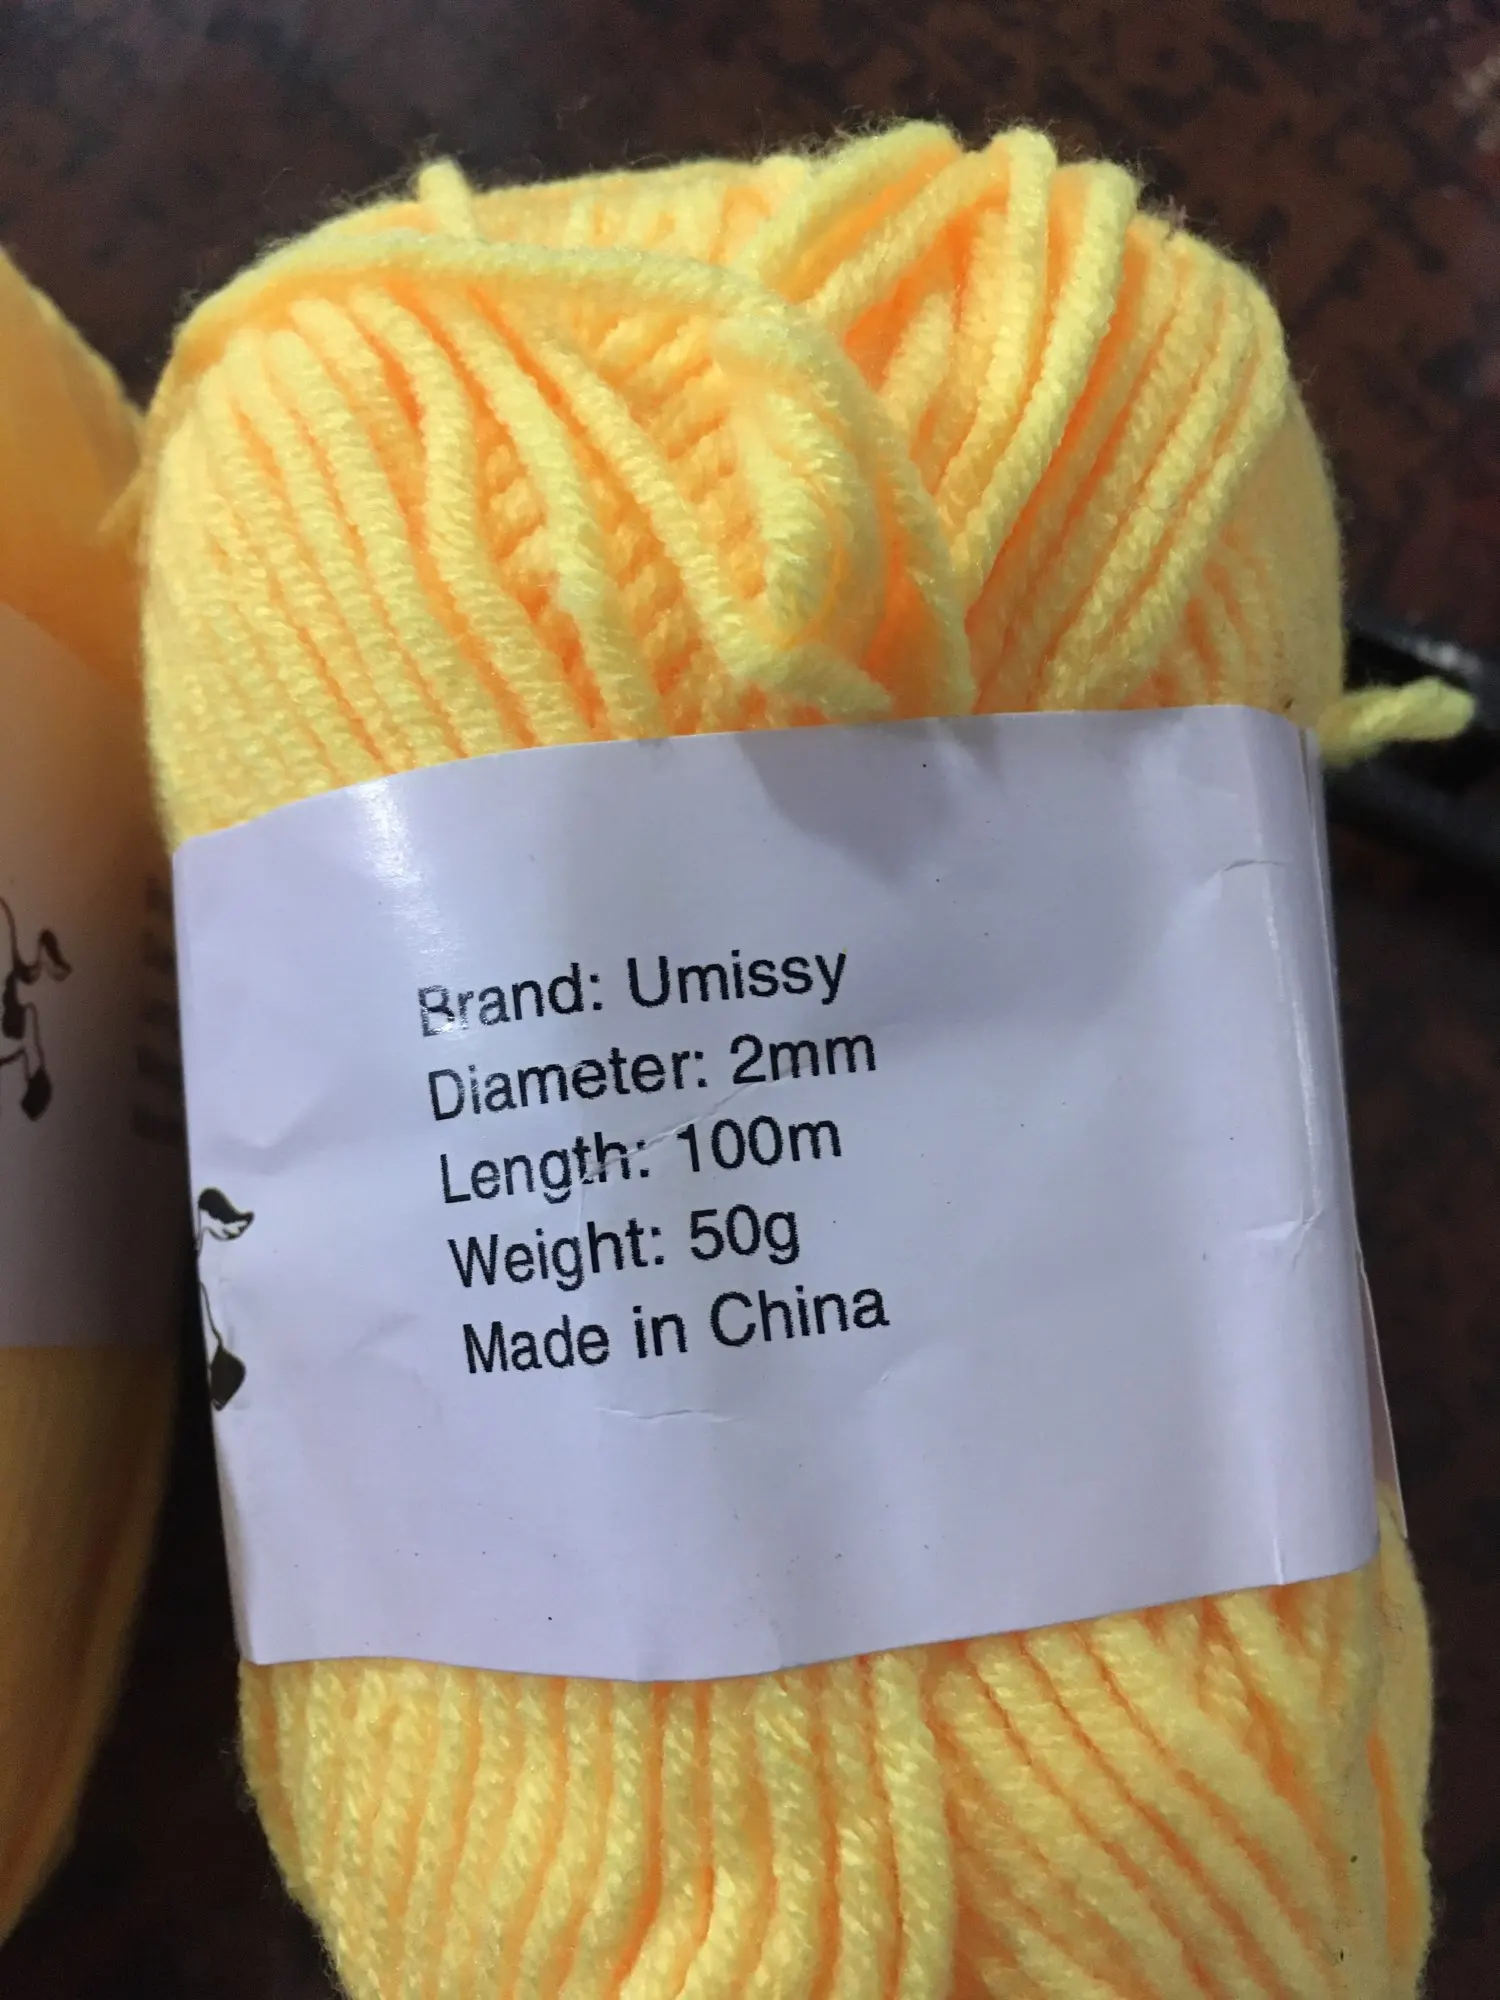 Brand: Umissy
Diameter: 2mm
Length: 100m
Weight: 50g
Made in China